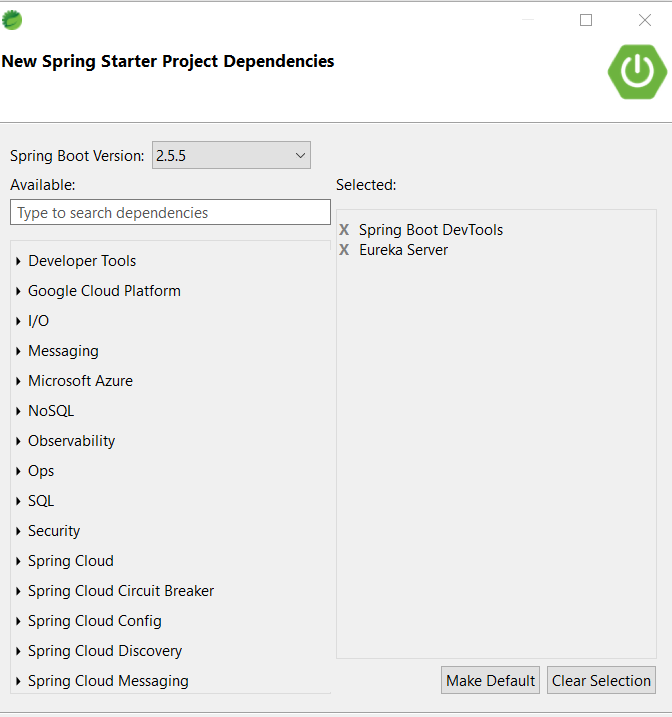 New Spring Starter Project Dependencies
Spring Boot Version: 2.5.5
Available:
Selected:
Type to search dependencies
X Spring Boot DevTools
X Eureka Server
Developer Tools
Google Cloud Platform
I/O
Messaging
Microsoft Azure
NoSQL
Observability
Ops
SQL
Security
Spring Cloud
Spring Cloud Circuit Breaker
Spring Cloud Config
Spring Cloud Discovery
Spring Cloud Messaging
Make Default
Clear Selection